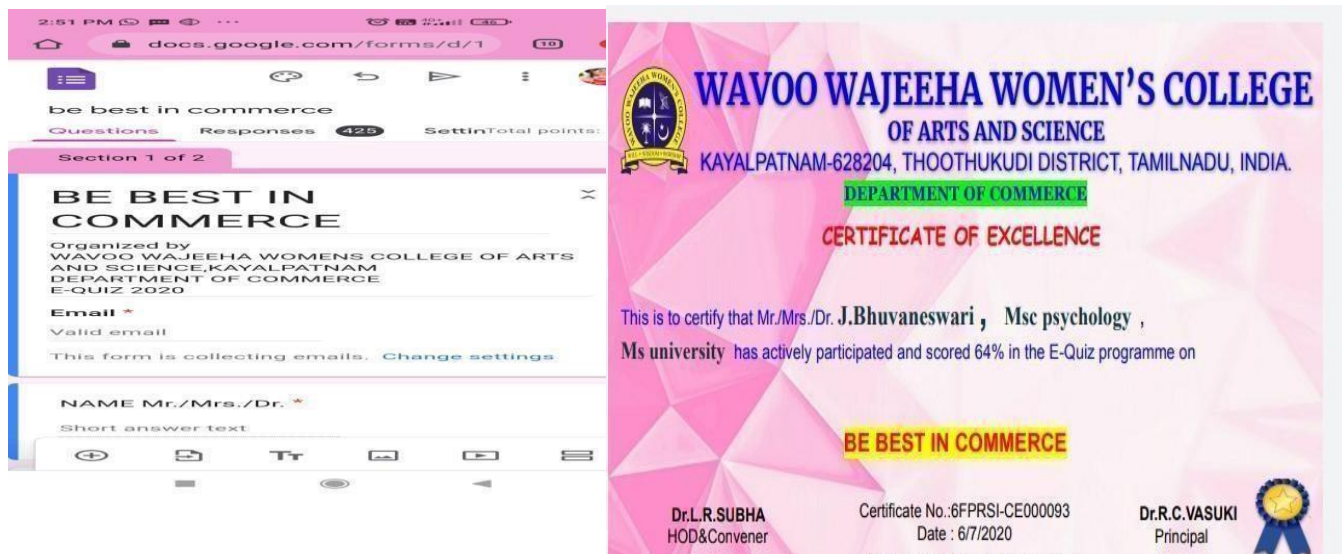 2:51 PM
46
docs.google.com/forms/d/1
10
be best in commerce
Questions Responses 425 Settin Total points:
Section 1 of 2
BE BEST IN
COMMERCE
Organized by
WAVOO WAJEEHA WOMENS COLLEGE OF ARTS
AND SCIENCE,KAYALPATNAM
DEPARTMENT OF COMMERCE
E-QUIZ 2020
Email *
Valid email
This form is collecting emails. Change settings
NAME Mr./Mrs./Dr. *
Short answer text
Tт
WAVOO WAJEEHA WOMEN'S COLLEGE
OF ARTS AND SCIENCE
KAYALPATNAM-628204, THOOTHUKUDI DISTRICT, TAMILNADU, INDIA.
DEPARTMENT OF COMMERCE
CERTIFICATE OF EXCELLENCE
This is to certify that Mr./Mrs./Dr. J.Bhuvaneswari , Msc psychology ,
Ms university has actively participated and scored 64% in the E-Quiz programme on
BE BEST IN COMMERCE
Dr.L.R.SUBHA
HOD&Convener
Certificate No.:6FPRSI-CE000093
Date : 6/7/2020
Dr.R.C.VASUKI
Principal